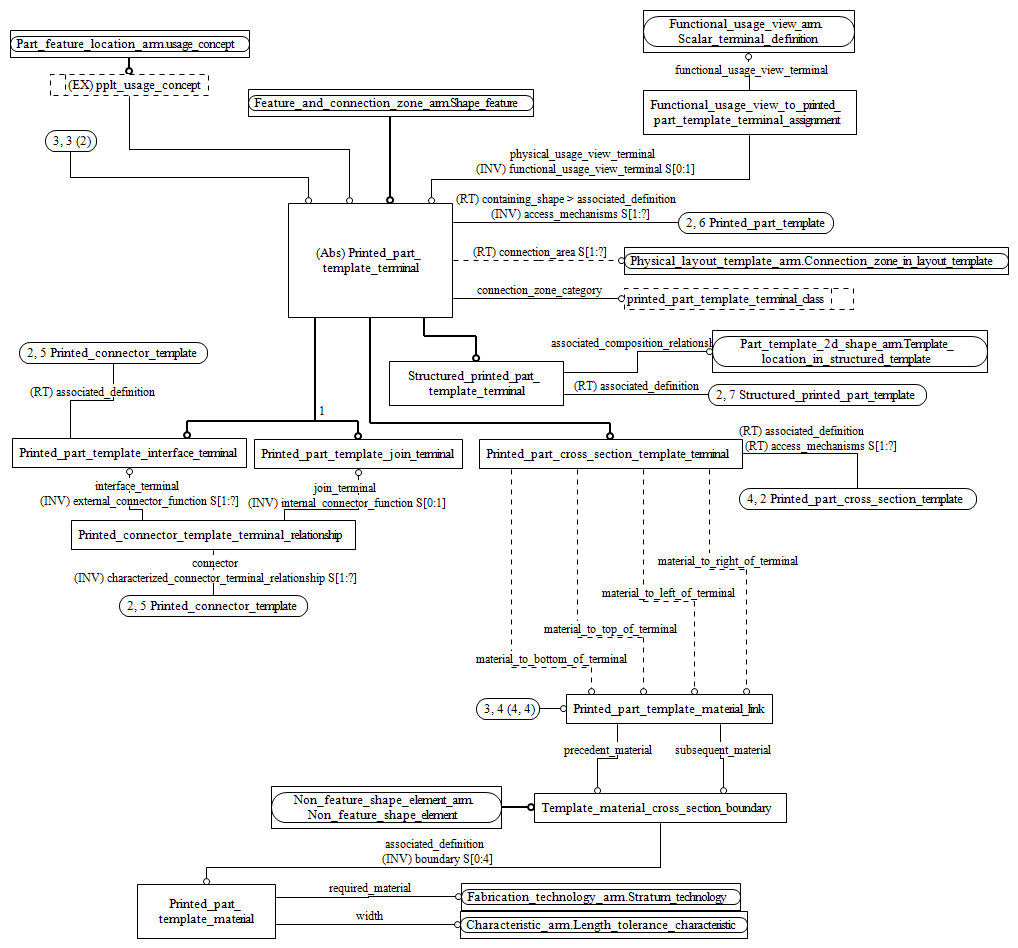 Functional_usage_view_arm.
Scalar_terminal_definition
Part_feature_location_arm.usage_concept
functional_usage_view_terminal
(EX) pplt_usage_concept
Feature_and_connection_zone_arm.Shape_feature
Functional_usage_view_to_printed_
part_template_terminal_assignment
3, 3 (2)
physical_usage_view_terminal
(INV) functional_usage_view_terminal S[0:1]
(RT) containing_shape > associated_definition
(INV) access_mechanisms S[1:?]
2, 6 Printed_part_template
(Abs) Printed_part_
template_terminal
(RT) connection_area S[1:?]
Physical_layout_template_arm.Connection_zone_in_layout_template
connection_zone_category
printed_part_template_terminal_class
2, 5 Printed_connector_template
associated_composition_relationsh
Part_template_2d_shape_arm.Template_
location_in_structured_template
Structured_printed_part_
template_terminal
(RT) associated_definition
2, 7 Structured_printed_part_template
(RT) associated_definition
1
(RT) associated_definition
(RT) access_mechanisms S[1:?]
Printed_part_template_interface_terminal
Printed_part_template_join_terminal
Printed_part_cross_section_template_terminal
interface_terminal
(INV) external_connector_function S[1:?]
join_terminal
(INV) internal_connector_function S[0:1]
4, 2 Printed_part_cross_section_template
Printed_connector_template_terminal_relationship
connector
(INV) characterized_connector_terminal_relationship S[1:?]
2, 5 Printed_connector_template
material_to_right_of_terminal
material_to_left_of_terminal
material_to_top_of_terminal
material_to_bottom_of_terminal
3, 4 (4, 4)
Printed_part_template_material_link
precedent_material
subsequent_material
Non_feature_shape_element_arm.
Non_feature_shape_element
Template_material_cross_section_boundary
associated_definition
(INV) boundary S[0:4]
Printed_part_
template_material
required_material
Fabrication_technology_arm.Stratum_technology
width
Characteristic_arm.Length_tolerance_characteristic